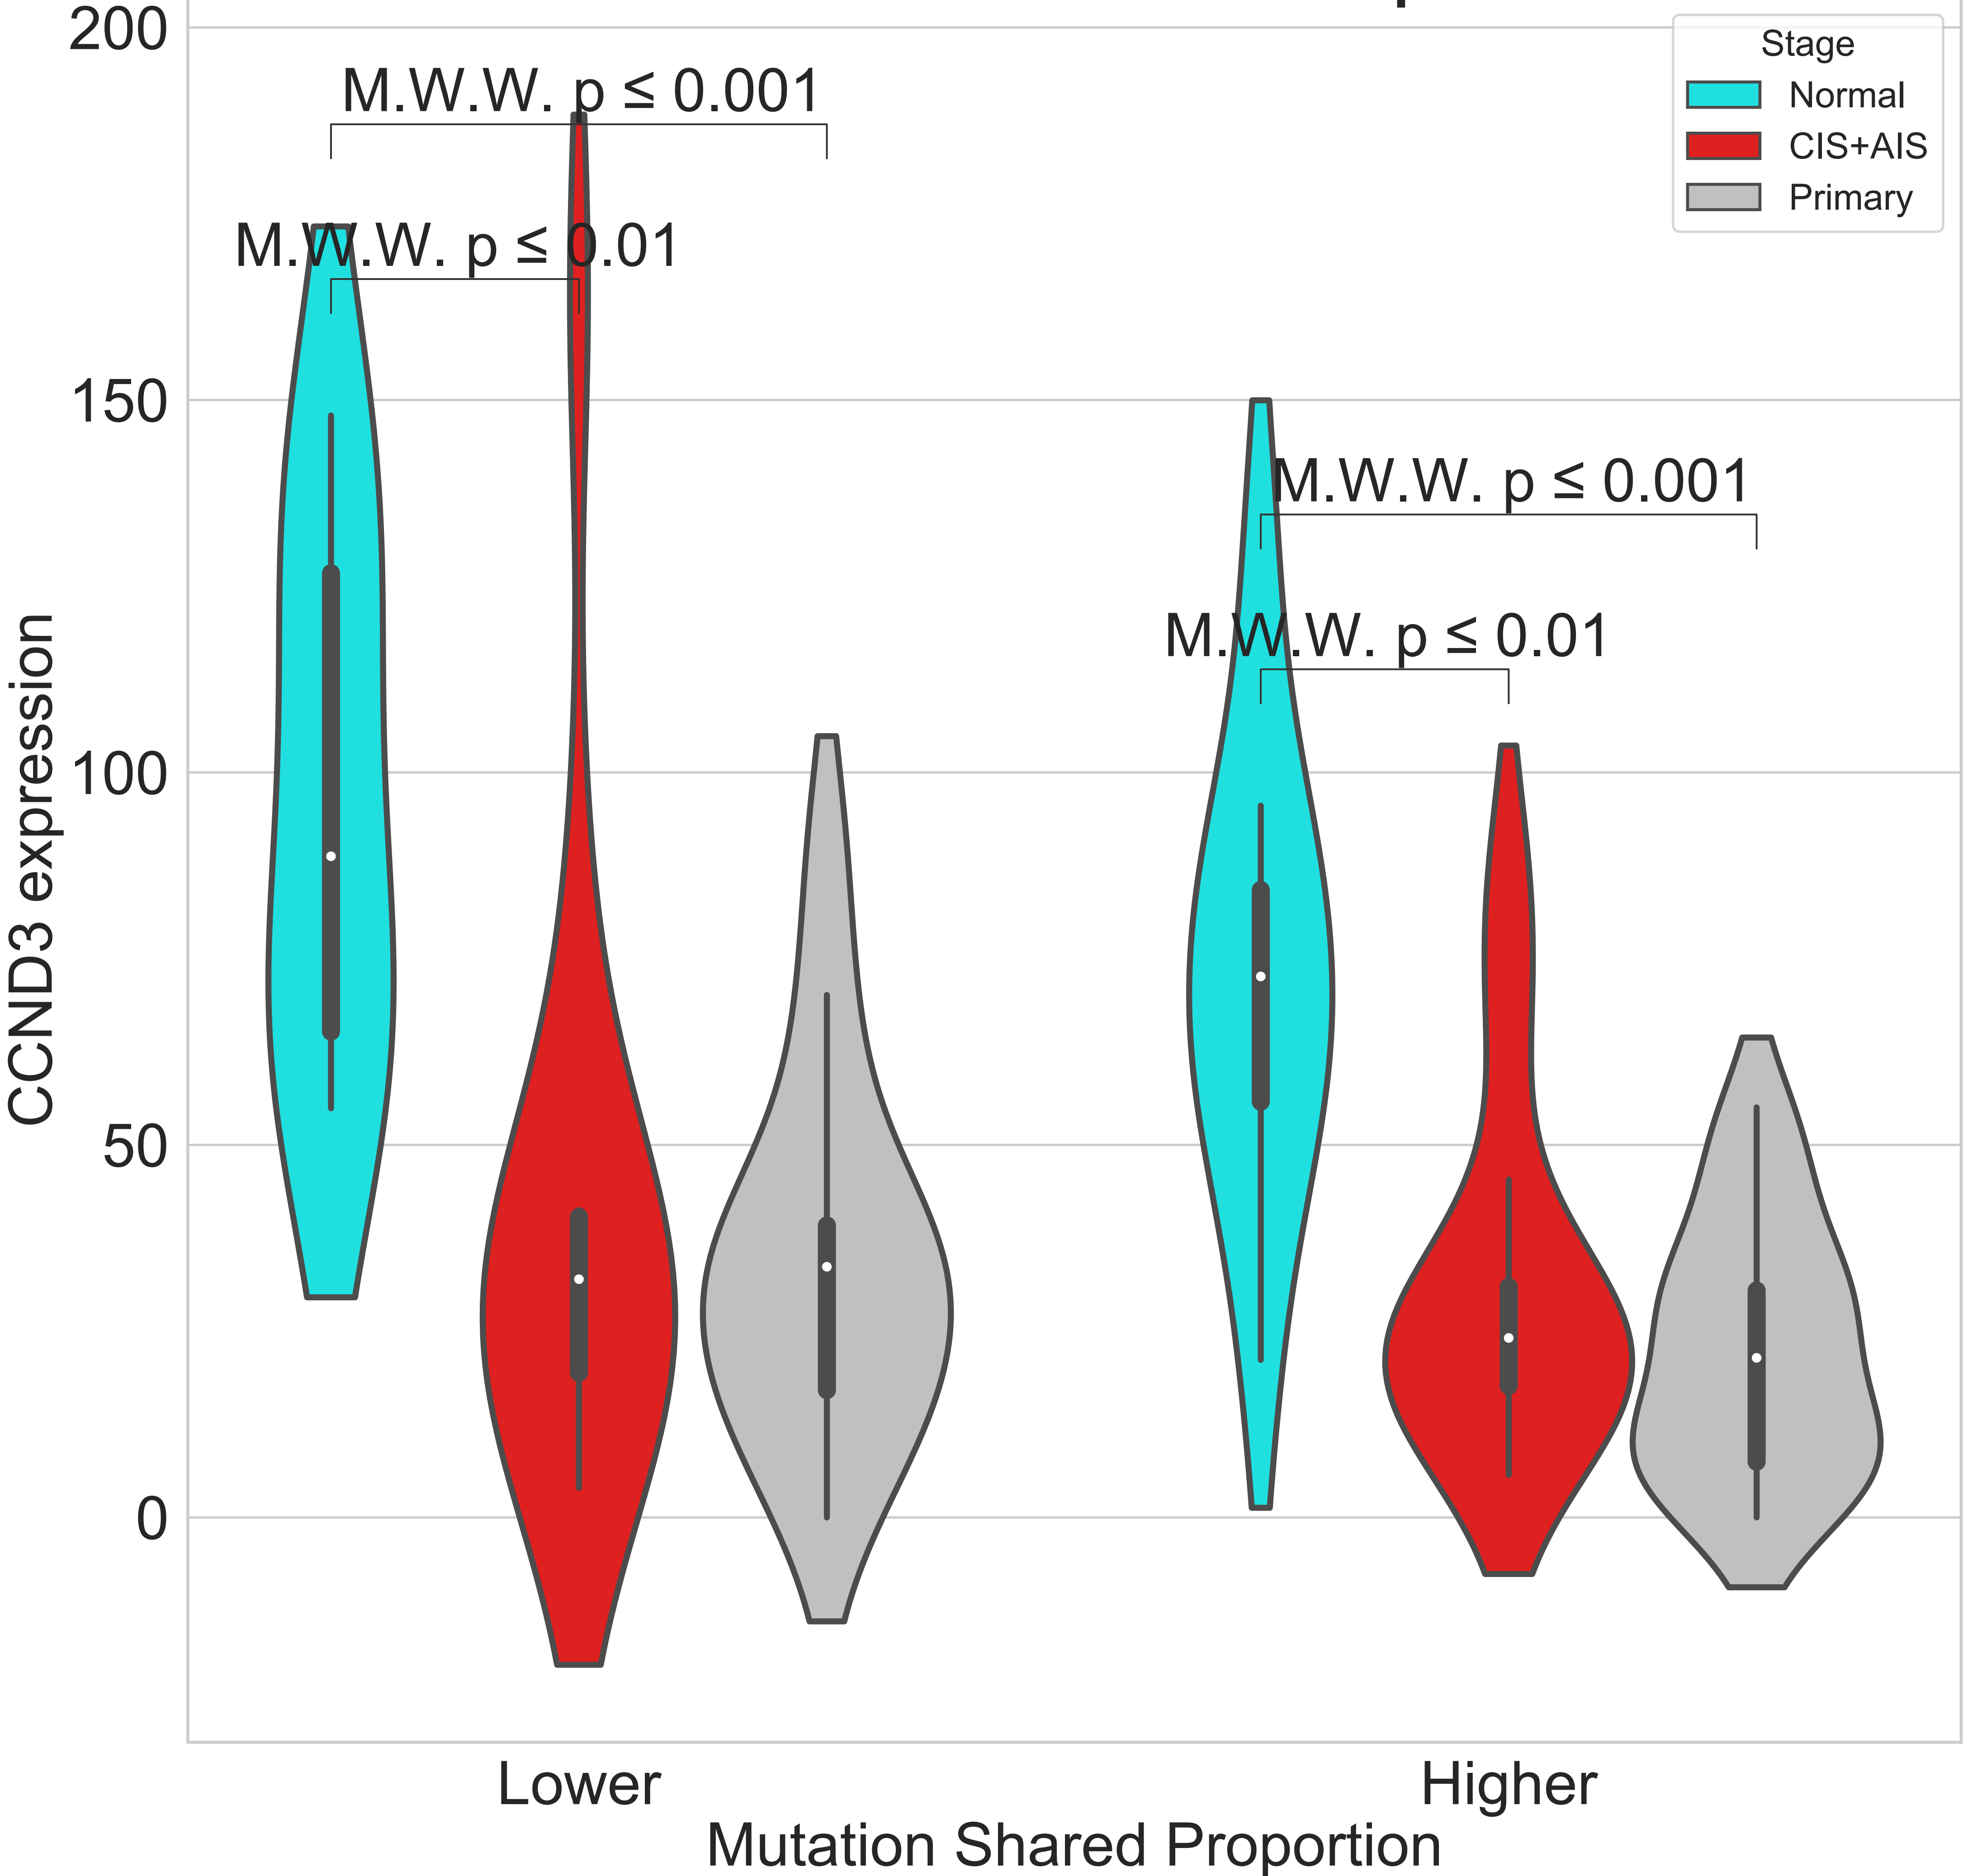 200
M.W.W. p ≤ 0.001
Stage
Normal
CIS+AIS
Primary
M.W.W. p ≤ 0.01
150
M.W.W. p ≤ 0.001
M.W.W. p ≤ 0.01
100
CCND3 expression
50
0
Lower
Higher
Mutation Shared Proportion